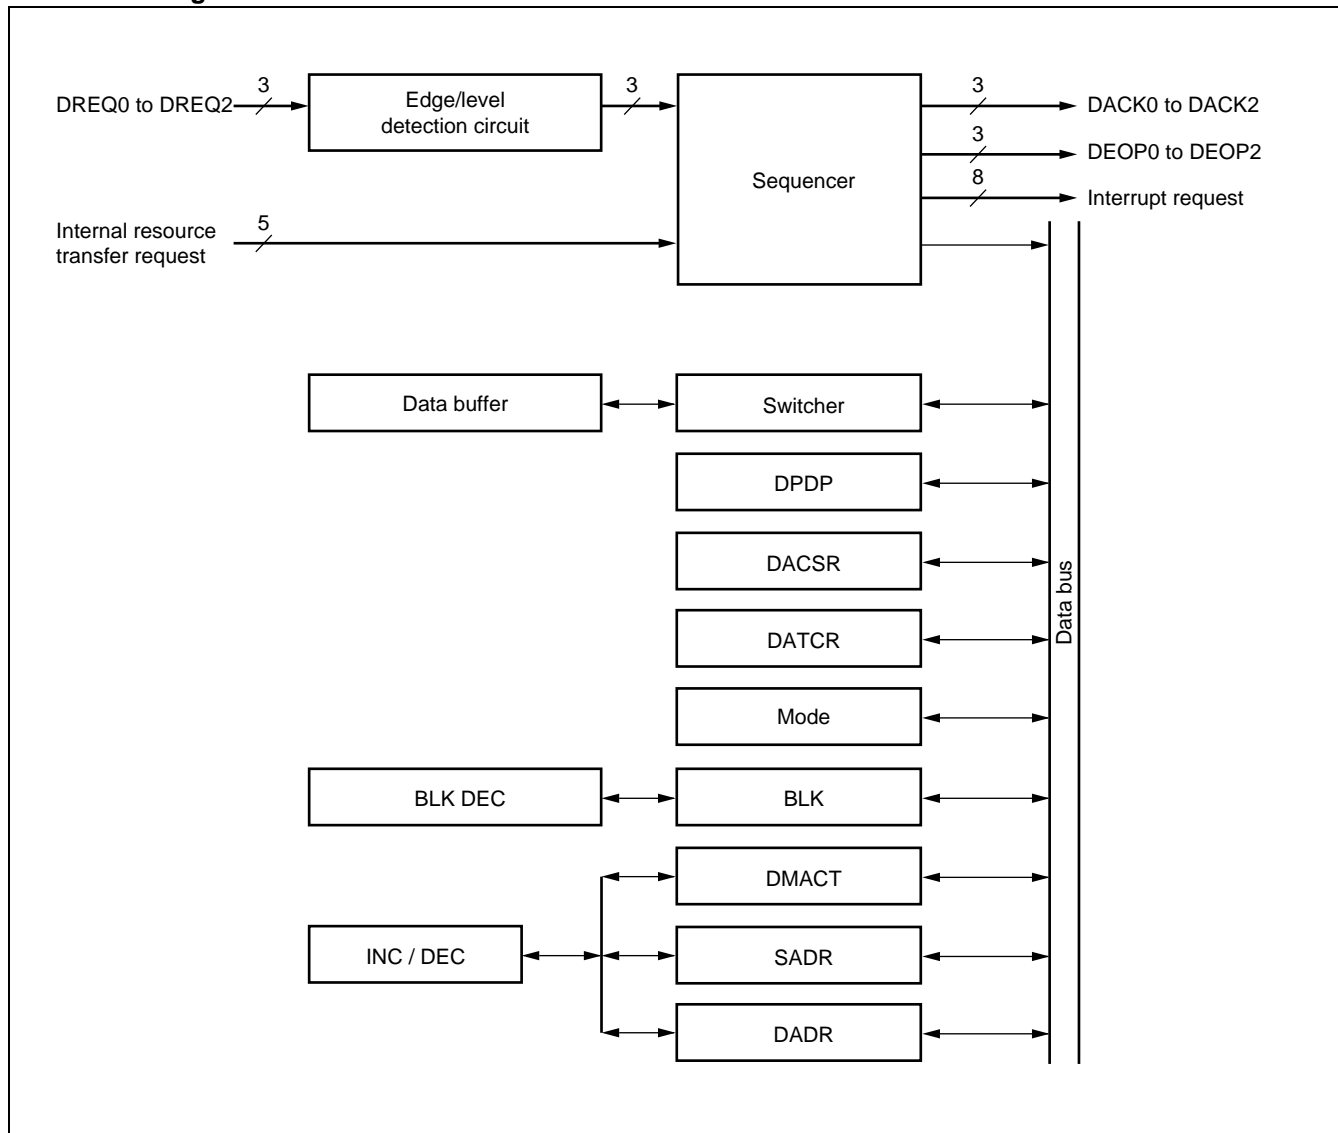 3
3
3
DREQ0 to DREQ2
Edge/level
detection circuit
DACK0 to DACK2
3
DEOP0 to DEOP2
Sequencer
8
Interrupt request
5
Internal resource
transfer request
Data buffer
Switcher
DPDP
DACSR
Data bus
DATCR
Mode
BLK DEC
BLK
DMACT
INC / DEC
SADR
DADR